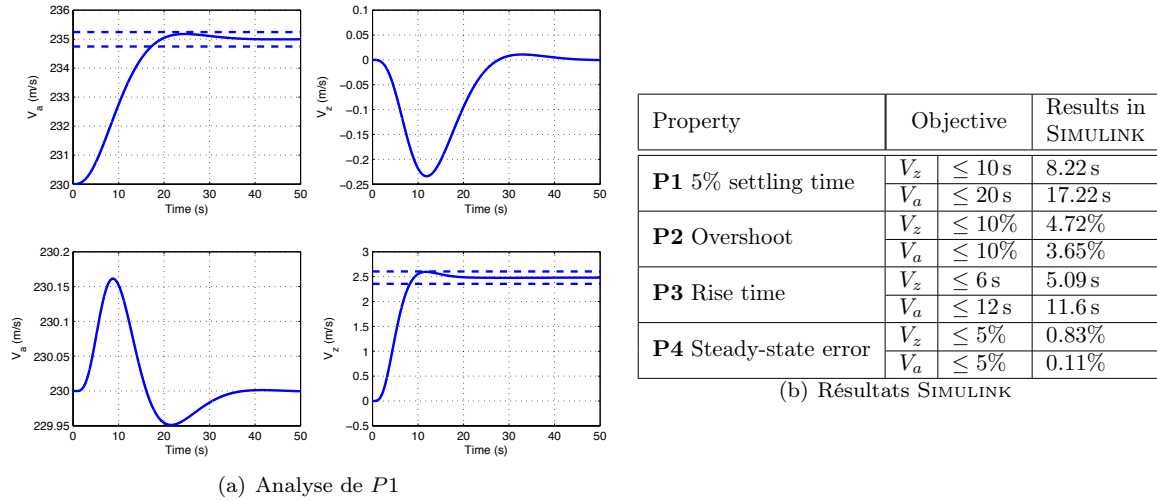 236
235
234
233
232
231
230
0 10 20 30 40 50
Time (s)
V_a (m/s)
0.1
0.05
0
−0.05
−0.1
−0.15
−0.2
−0.25
0 10 20 30 40 50
Time (s)
V_z (m/s)
230.2
230.15
230.1
230.05
230
229.95
0 10 20 30 40 50
Time (s)
V_a (m/s)
3
2.5
2
1.5
1
0.5
0
−0.5
0 10 20 30 40 50
Time (s)
V_z (m/s)
(a) Analyse de P1
Property Objective Results in
SIMULINK
P1 5% settling time V_z ≤ 10 s 8.22 s
V_a ≤ 20 s 17.22 s
P2 Overshoot V_z ≤ 10% 4.72%
V_a ≤ 10% 3.65%
P3 Rise time V_z ≤ 6 s 5.09 s
V_a ≤ 12 s 11.6 s
P4 Steady-state error V_z ≤ 5% 0.83%
V_a ≤ 5% 0.11%
(b) Résultats SIMULINK